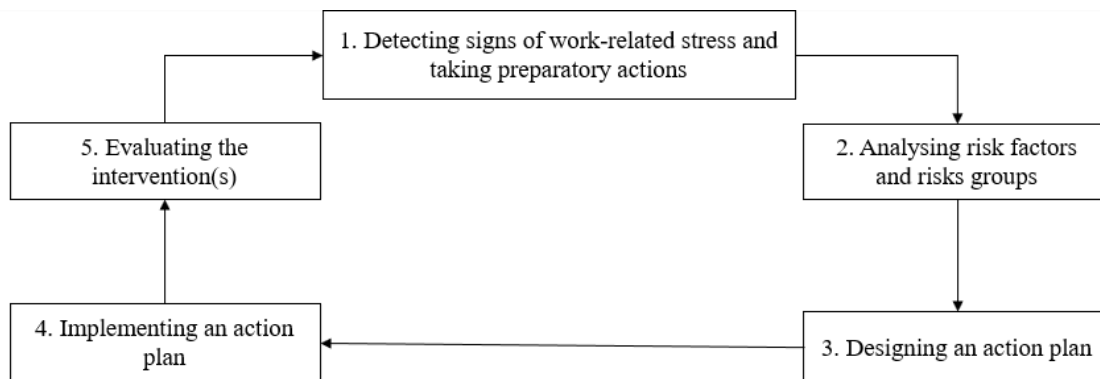 1. Detecting signs of work-related stress and
taking preparatory actions
2. Analysing risk factors
and risks groups
3. Designing an action plan
4. Implementing an action
plan
5. Evaluating the
intervention(s)